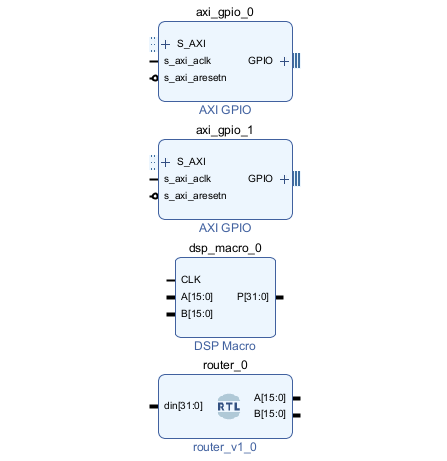 axi_gpio_0
S_AXI
s_axi_aclk
GPIO
s_axi_aresetn
AXI GPIO
axi_gpio_1
S_AXI
s_axi_aclk
GPIO
s_axi_aresetn
AXI GPIO
dsp_macro_0
CLK
A[15:0]
P[31:0]
B[15:0]
DSP Macro
router_0
din[31:0]
RTL
A[15:0]
B[15:0]
router_v1_0